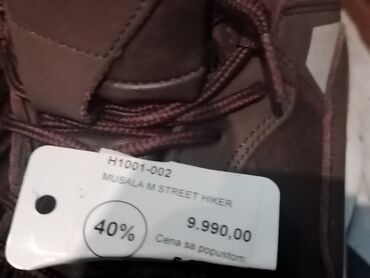 H1001-002
MUSALA M STREET HIKER
40%
9.990,00
Cena sa popustom: